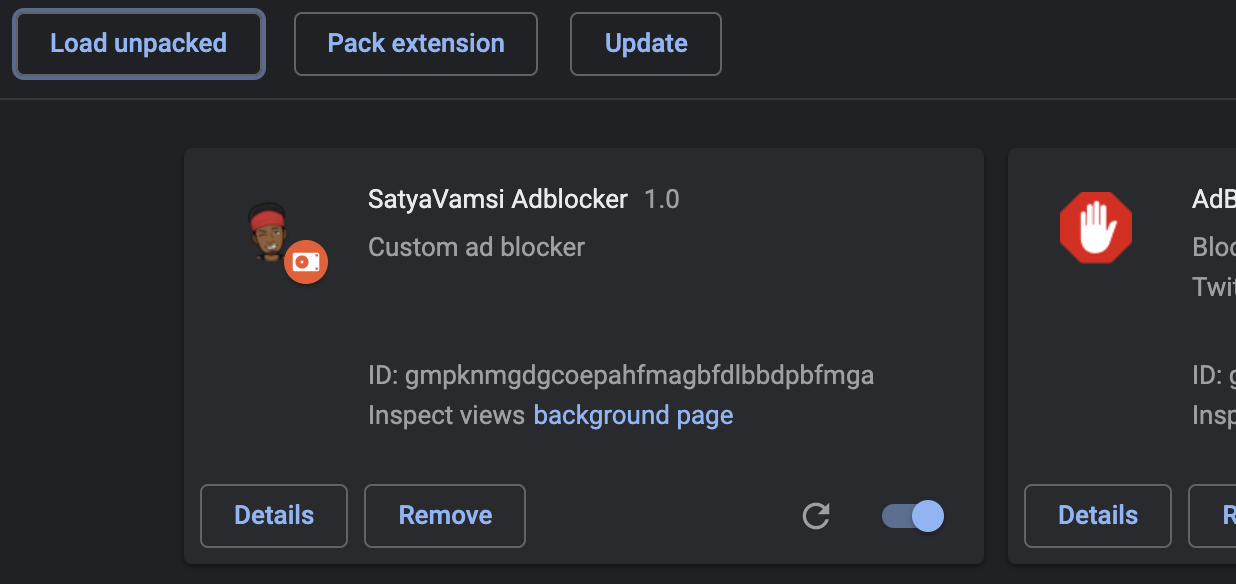 Load unpacked
Pack extension
Update
SatyaVamsi Adblocker 1.0
Custom ad blocker
ID: gmpknmgdgcoepahfmagbfdlbbdpbfmga
Inspect views background page
Details
Remove
AdB
Bloc
Twit
ID: g
Insp
Details
R